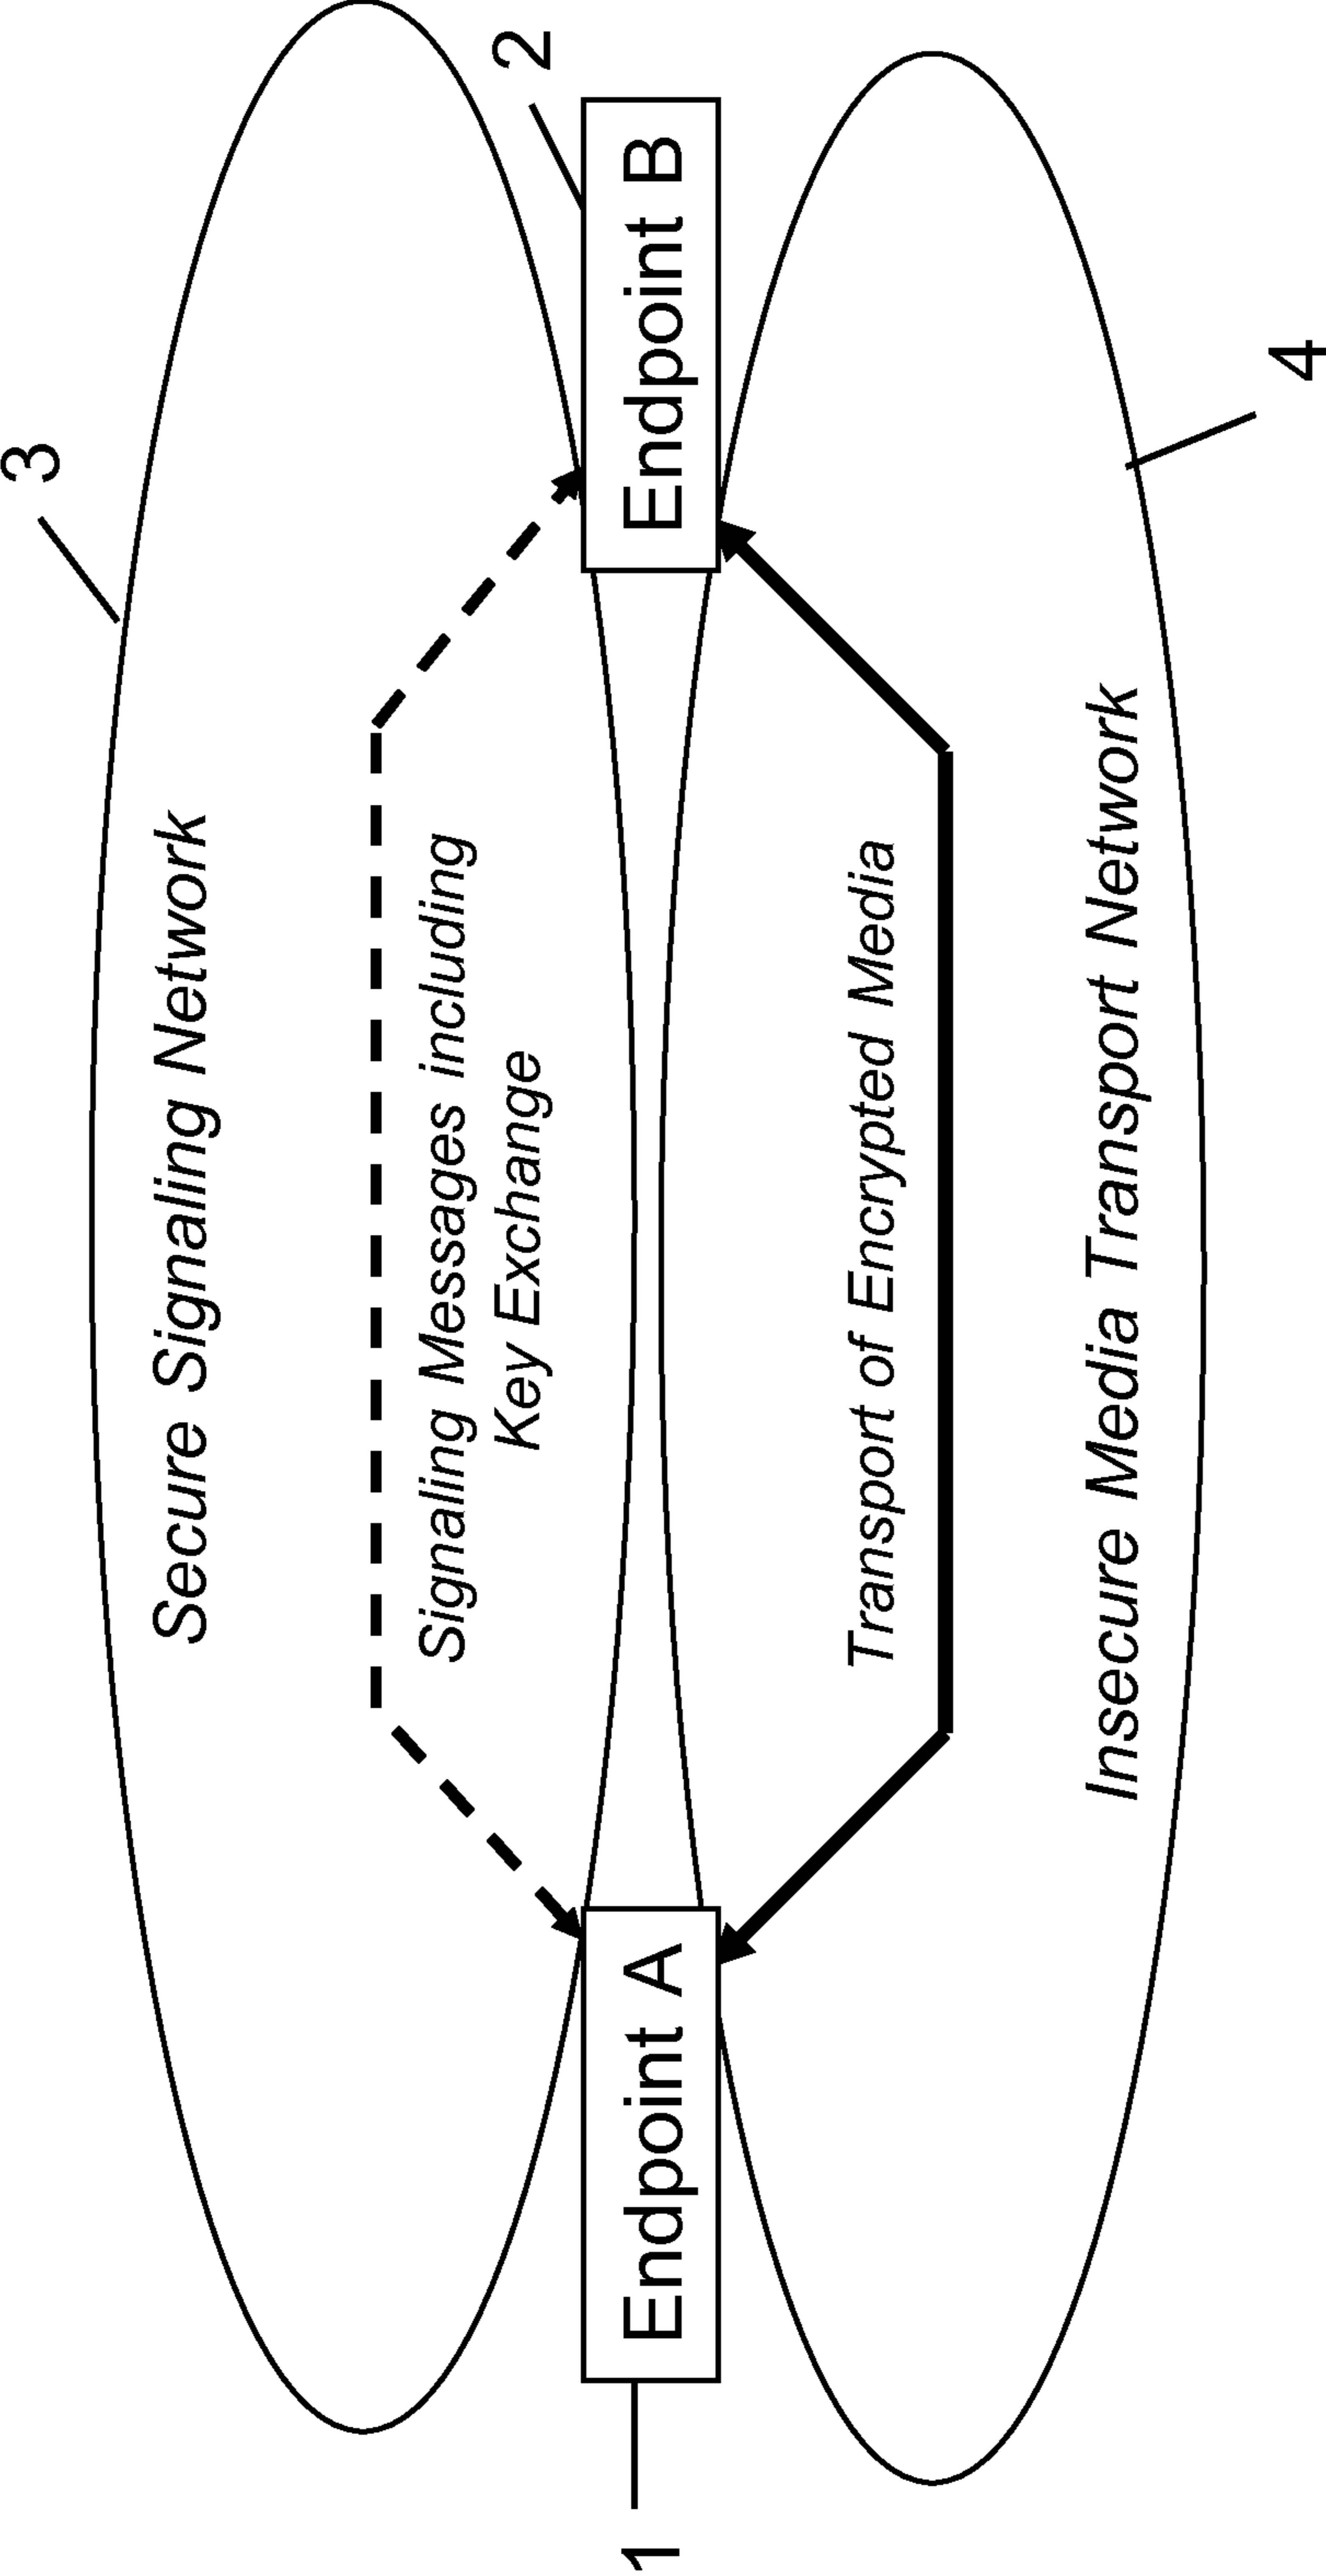 3
Secure Signaling Network
Signaling Messages including
Key Exchange
2
1
Endpoint A
Endpoint B
Transport of Encrypted Media
Insecure Media Transport Network
4